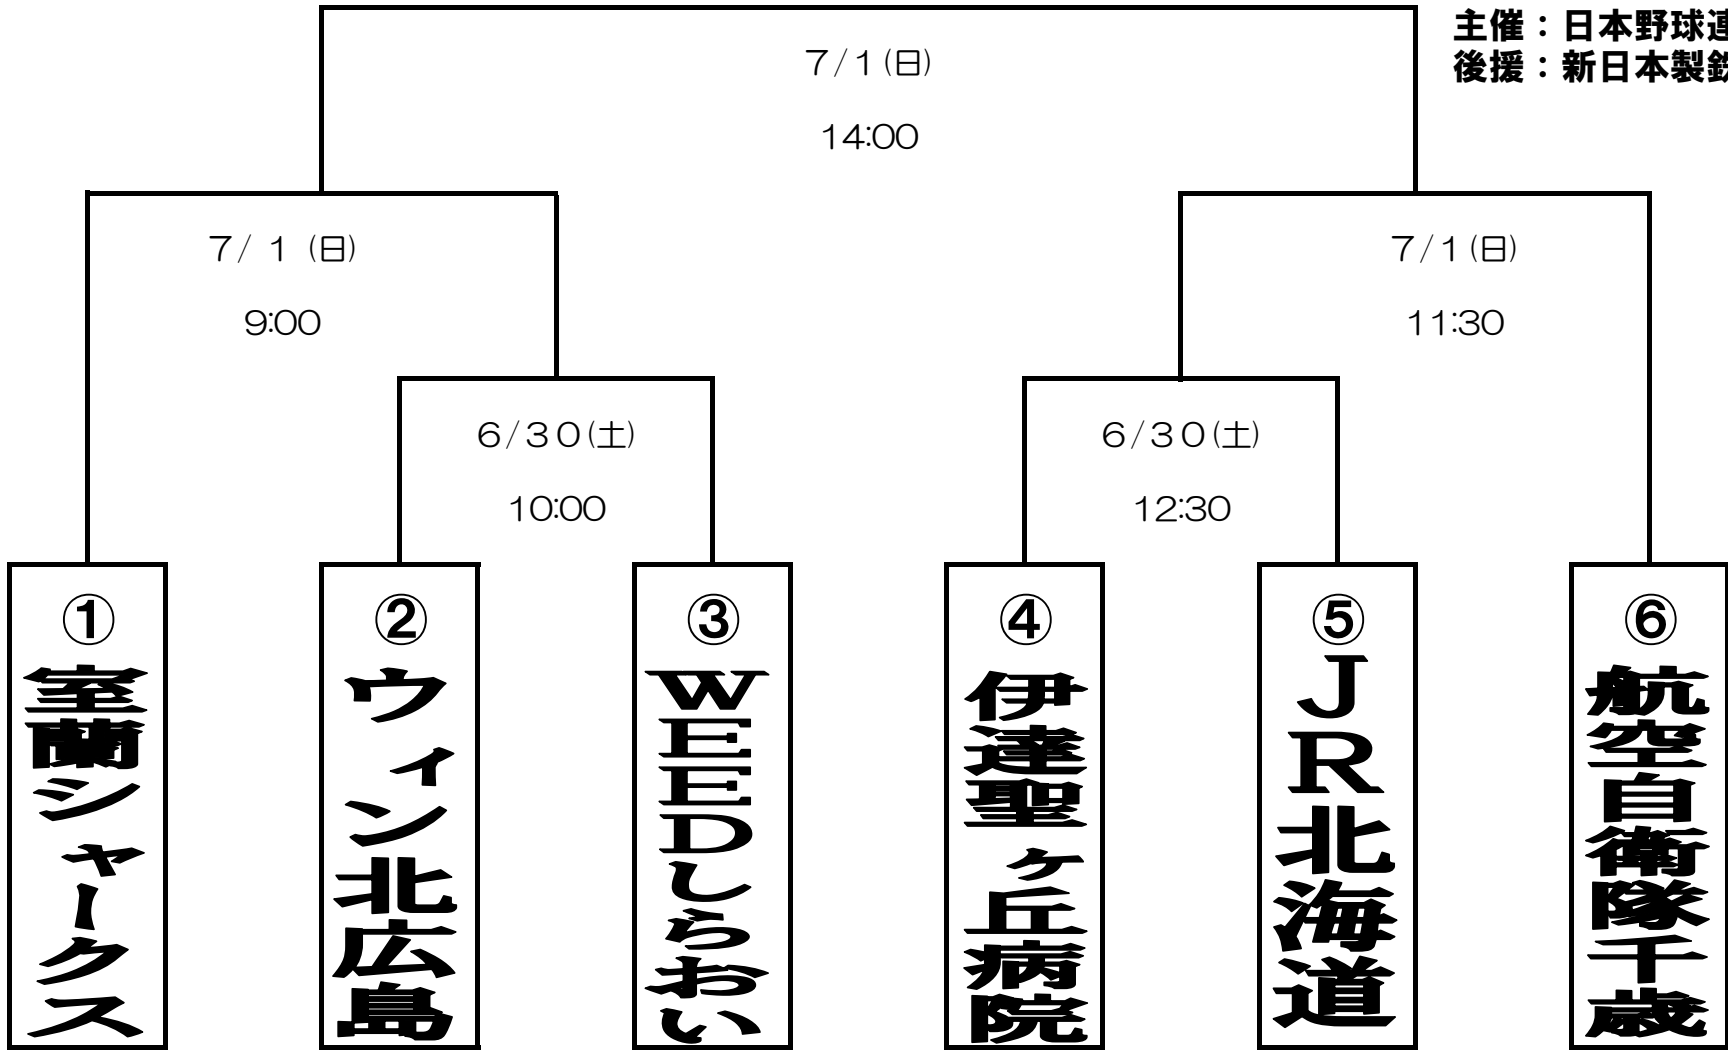 主催：日本野球連
後援：新日本製鉄
７/１(日)
14:00
７/ １ (日)
9:00
７/１(日)
11:30
６/３０(土)
10:00
６/３０(土)
12:30
①室蘭シャークス
②ウィン北広島
③WEEDしらおい
④伊達聖ヶ丘病院
⑤JR北海道
⑥航空自衛隊千歳